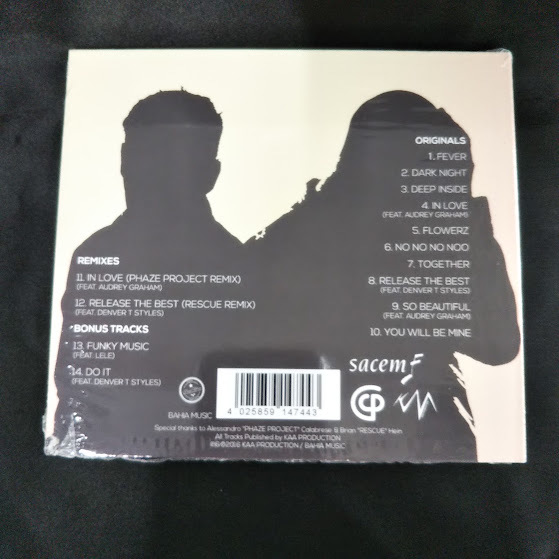 ORIGINALS
1. FEVER
2. DARK NIGHT
3. DEEP INSIDE
4. IN LOVE
(FEAT. AUDREY GRAHAM)
5. FLOWERZ
6. NO NO NO NOO
7. TOGETHER
8. RELEASE THE BEST
(FEAT. DENVER T STYLES)
9. SO BEAUTIFUL
(FEAT. AUDREY GRAHAM)
10. YOU WILL BE MINE
REMIXES
11. IN LOVE (PHAZE PROJECT REMIX)
(FEAT. AUDREY GRAHAM)
12. RELEASE THE BEST (RESCUE REMIX)
(FEAT. DENVER T STYLES)
BONUS TRACKS
13. FUNKY MUSIC
(FEAT. LELE)
14. DO IT
(FEAT. DENVER T STYLES)
BAHIA MUSIC
4 025859 147443
sacem
Special thanks to Alessandro "PHAZE PROJECT" Calabrese & Brian "RESCUE" Hein
All Tracks Published by KAA PRODUCTION
KAA PRODUCTION / BAHIA MUSIC